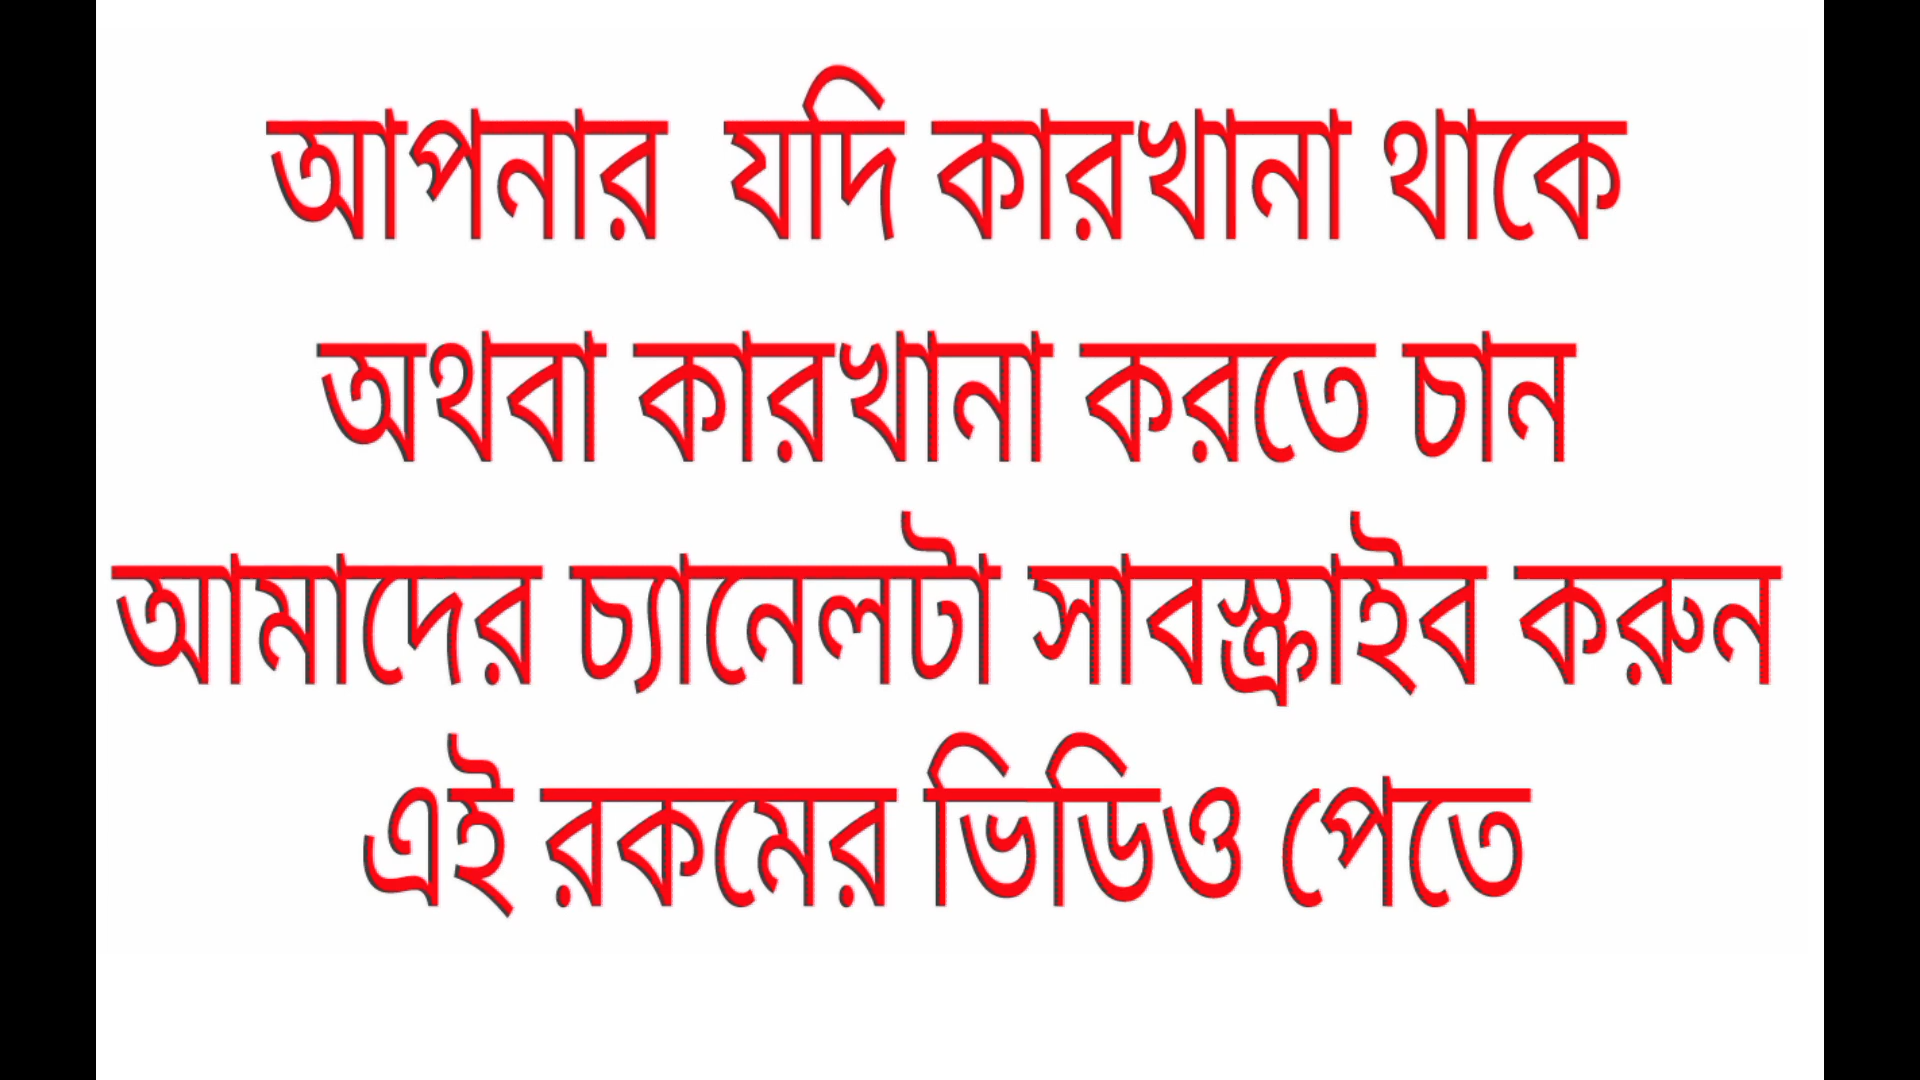 আপনার যদি কারখানা থাকে
অথবা কারখানা করতে চান
আমাদের চ্যানেলটা সাবস্ক্রাইব করুন
এই রকমের ভিডিও পেতে